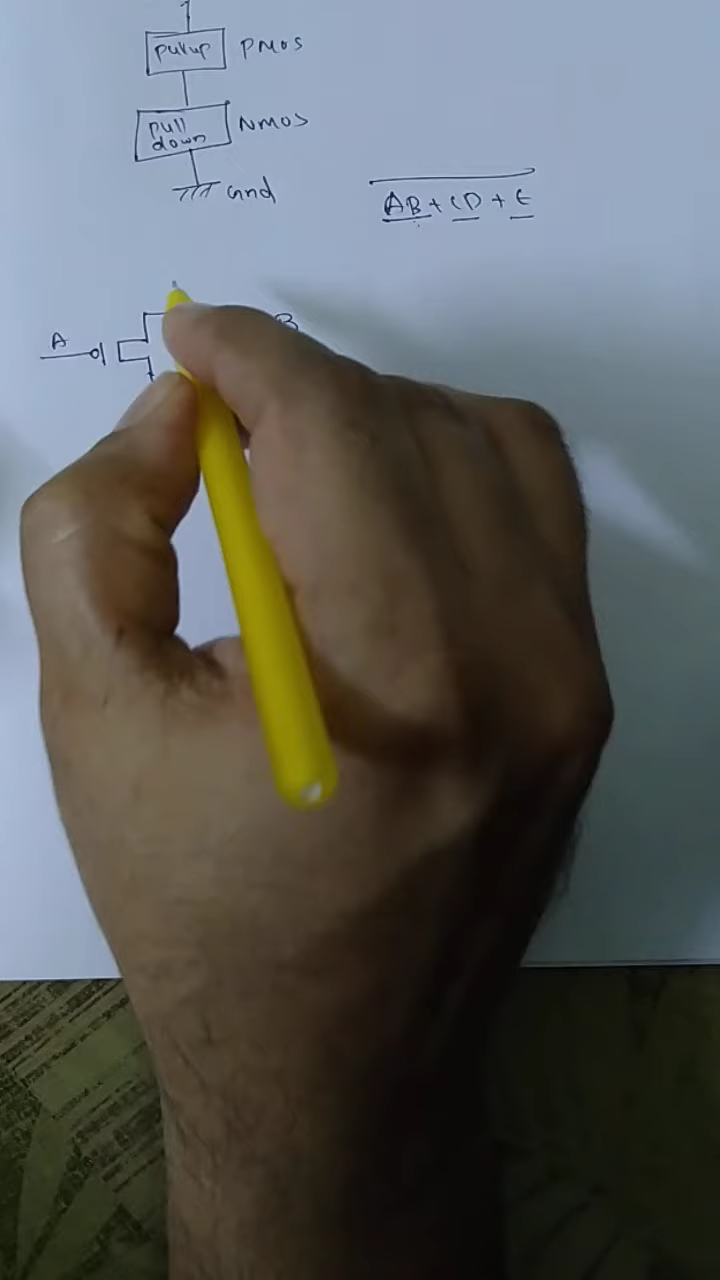 pullup PMOS
pull
down NMOS
Gnd
AB + CD + E
A
B